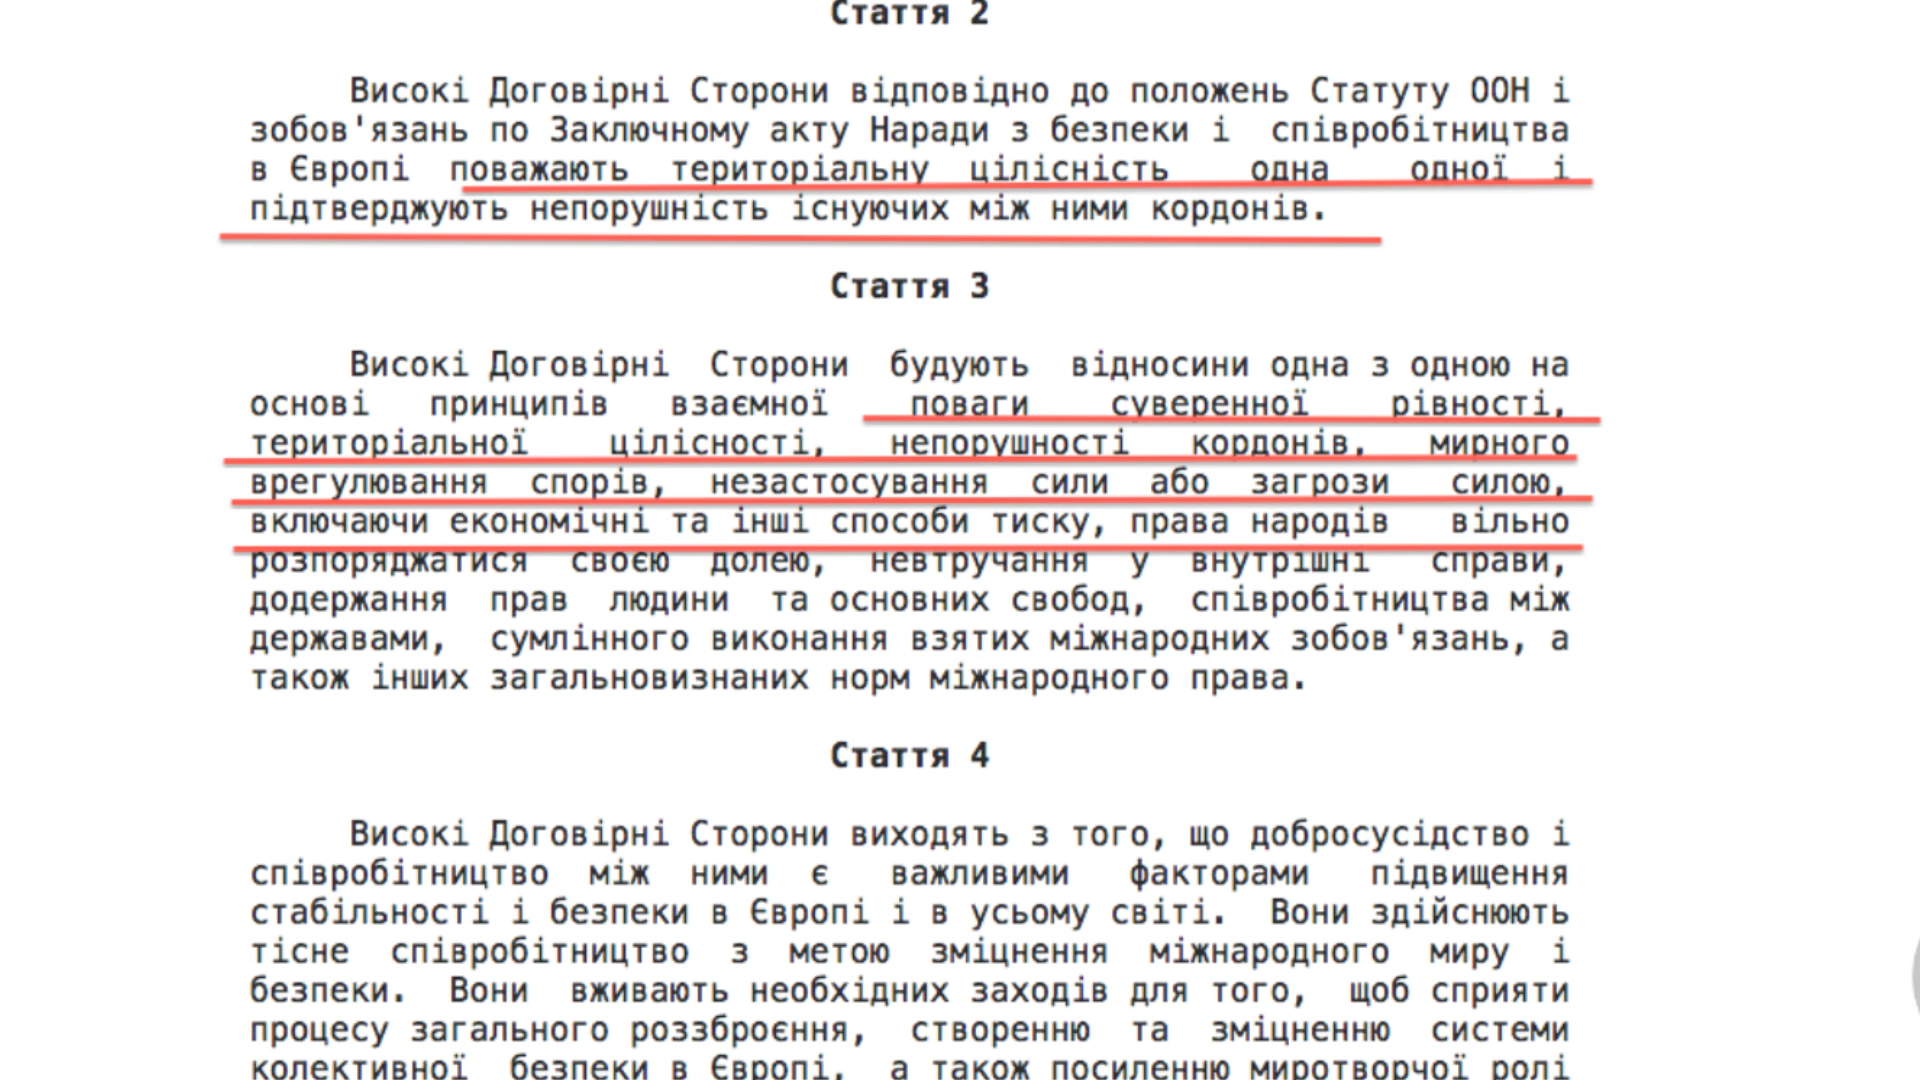 Стаття 2
Високі Договірні Сторони відповідно до положень Статуту ООН і
зобов'язань по Заключному акту Наради з безпеки і співробітництва
в Європі поважають територіальну цілісність одна одної і
підтверджують непорушність існуючих між ними кордонів.
Стаття 3
Високі Договірні Сторони будують відносини одна з одною на
основі принципів взаємної поваги суверенної рівності,
територіальної цілісності, непорушності кордонів, мирного
врегулювання спорів, незастосування сили або загрози силою,
включаючи економічні та інші способи тиску, права народів вільно
розпоряджатися своєю долею, невтручання у внутрішні справи,
додержання прав людини та основних свобод, співробітництва між
державами, сумлінного виконання взятих міжнародних зобов'язань, а
також інших загальновизнаних норм міжнародного права.
Стаття 4
Високі Договірні Сторони виходять з того, що добросусідство і
співробітництво між ними є важливими факторами підвищення
стабільності і безпеки в Європі і в усьому світі. Вони здійснюють
тісне співробітництво з метою зміцнення міжнародного миру і
безпеки. Вони вживають необхідних заходів для того, щоб сприяти
процесу загального роззброєння, створенню та зміцненню системи
колективної безпеки в Європі, а також посиленню миротворчої ролі